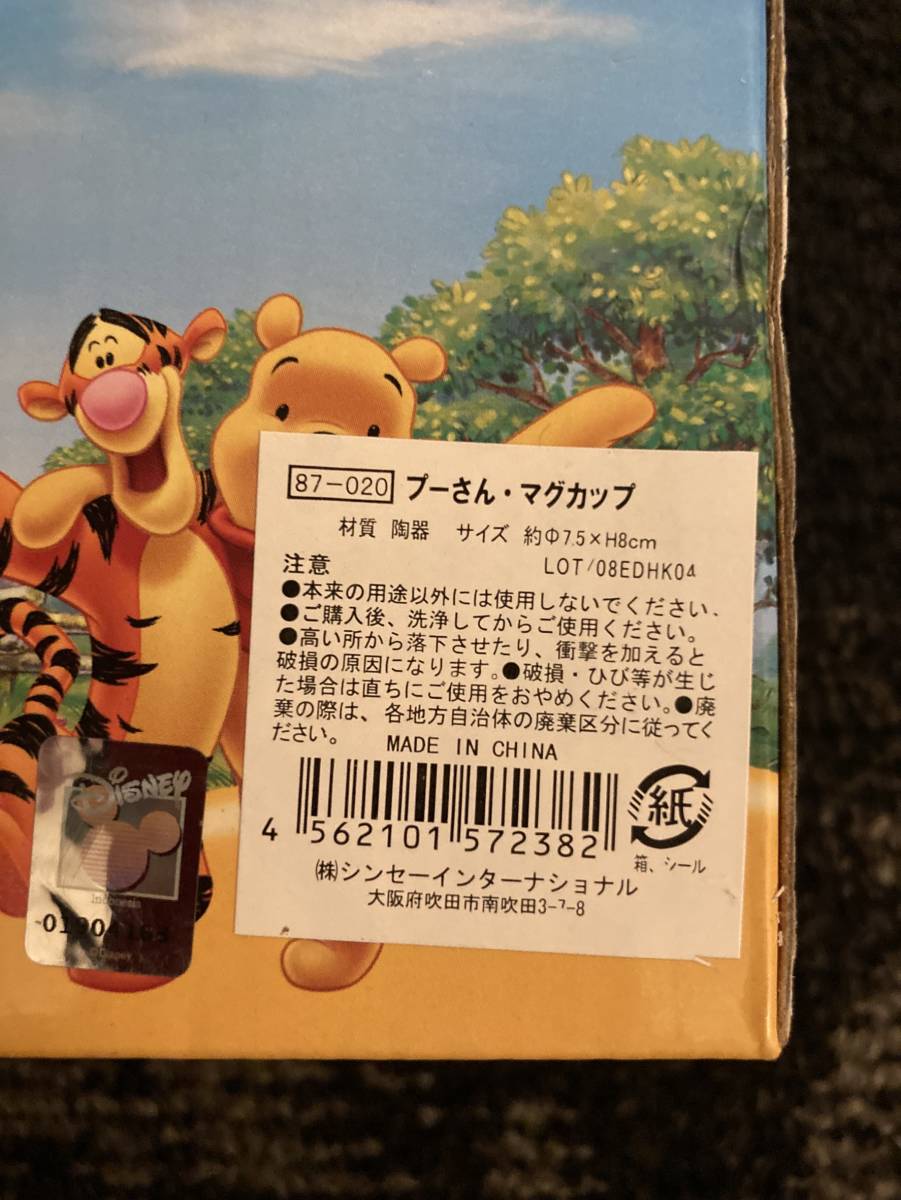 87-020 プーさん・マグカップ
材質 陶器 サイズ 約Φ7.5×H8cm
注意 LOT/08EDHK04
●本来の用途以外には使用しないでください.
●ご購入後、洗浄してからご使用ください。
●高い所から落下させたり、衝撃を加えると
破損の原因になります。●破損・ひび等が生じ
た場合は直ちにご使用をおやめください。●廃
棄の際は、各地方自治体の廃棄区分に従ってく
ださい。 MADE IN CHINA
4 562101 572382
紙
箱、シール
㈱シンセーインターナショナル
大阪府吹田市南吹田3-7-8
DISNEY
Indonesia